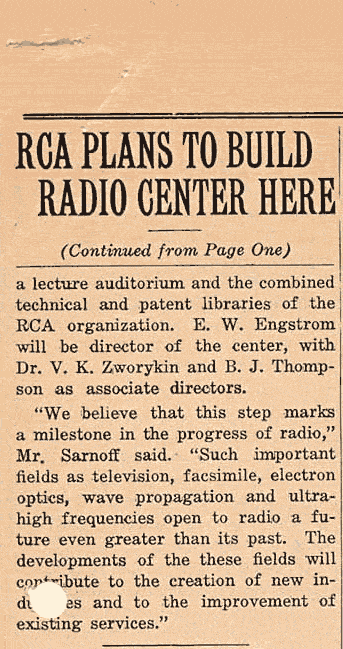 RCA PLANS TO BUILD
RADIO CENTER HERE
(Continued from Page One)
a lecture auditorium and the combined
technical and patent libraries of the
RCA organization. E. W. Engstrom
will be director of the center, with
Dr. V. K. Zworykin and B. J. Thomp-
son as associate directors.
"We believe that this step marks
a milestone in the progress of radio,"
Mr. Sarnoff said. "Such important
fields as television, facsimile, electron
optics, wave propagation and ultra-
high frequencies open to radio a fu-
ture even greater than its past. The
developments of the these fields will
contribute to the creation of new in-
and to the improvement of
existing services."